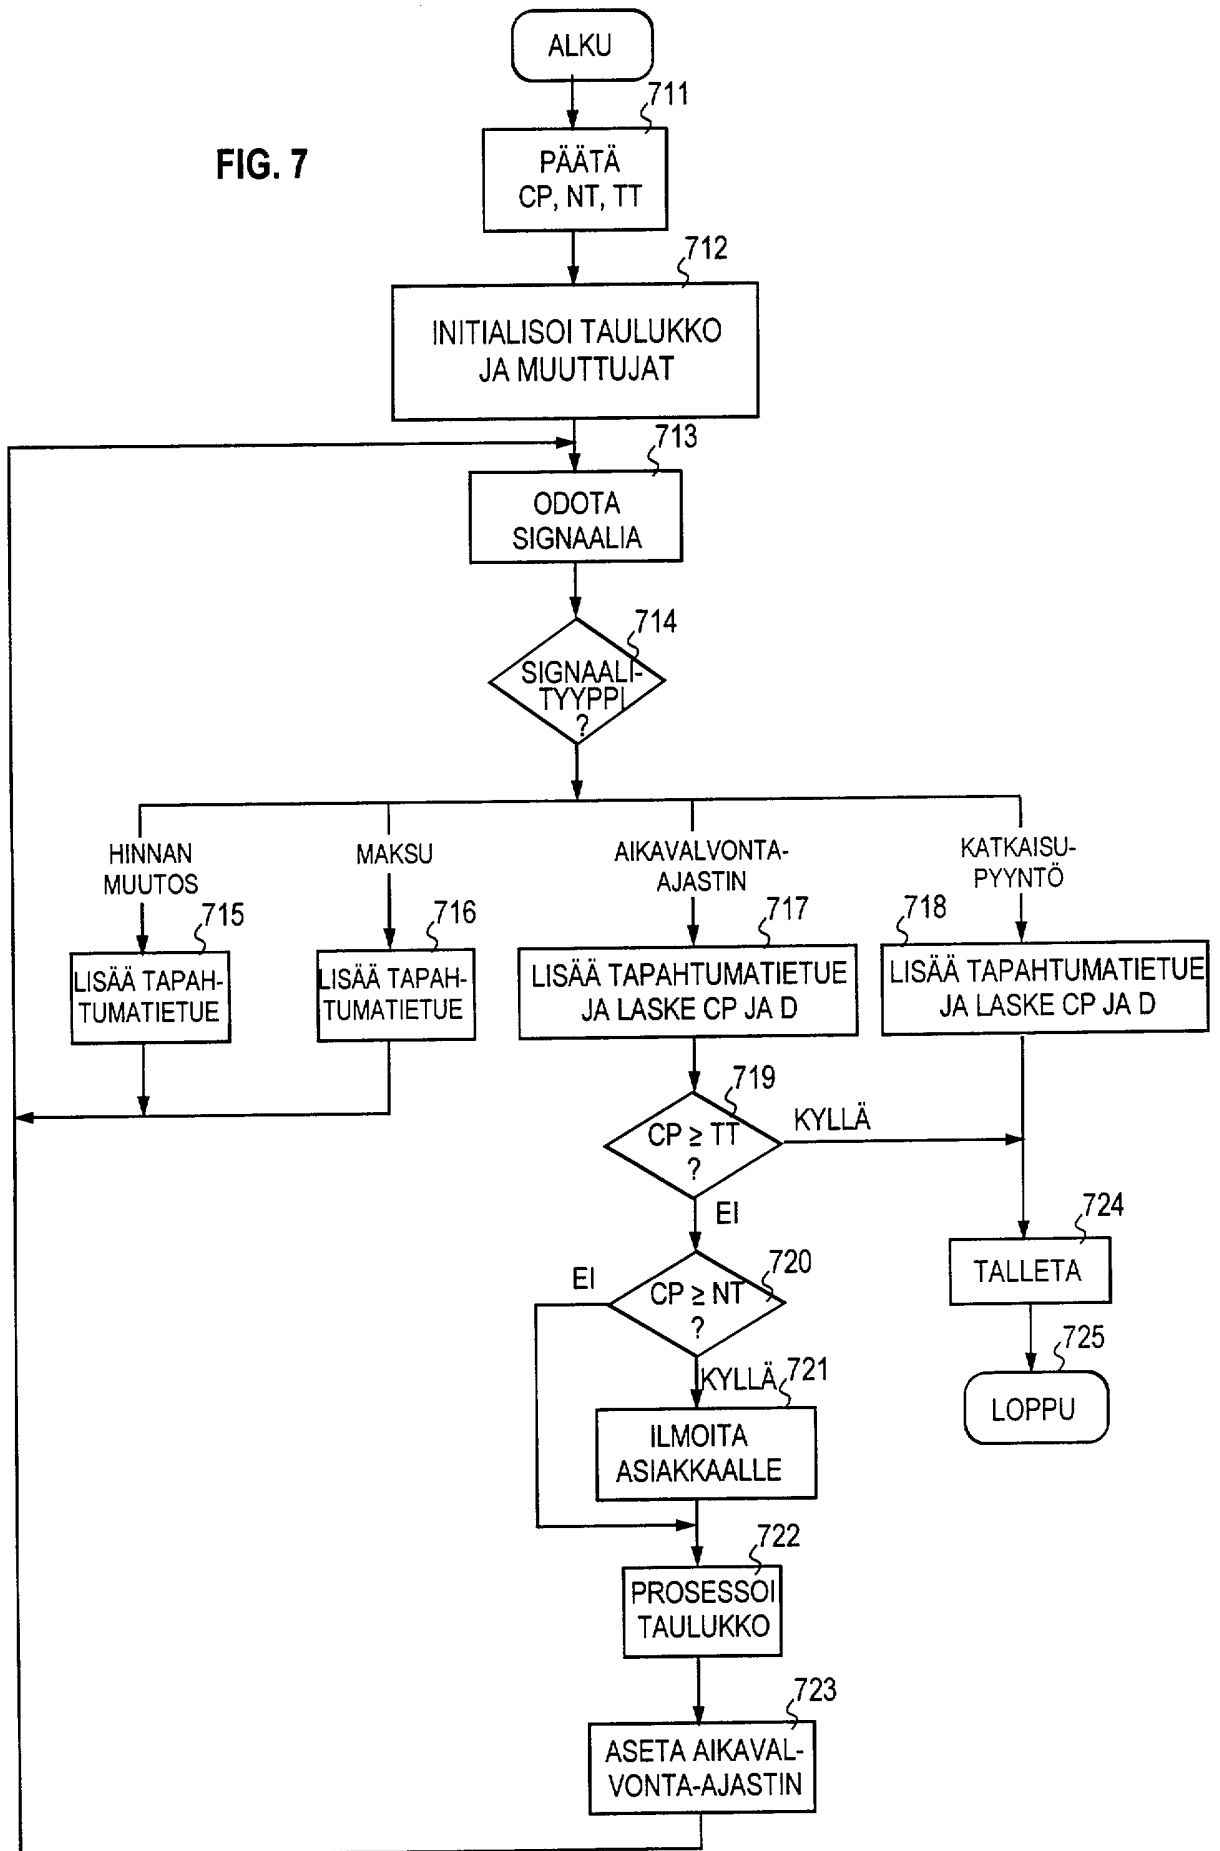 ALKU
711
FIG. 7
PÄÄTÄ
CP, NT, TT
712
INITIALISOI TAULUKKO
JA MUUTTUJAT
713
ODOTA
SIGNAALIA
714
SIGNAALI-
TYYPPI
?
HINNAN
MUUTOS
MAKSU
AIKAVALVONTA-
AJASTIN
KATKAISU-
PYYNTÖ
715
716
717
718
LISÄÄ TAPAH-
TUMATIETUE
LISÄÄ TAPAH-
TUMATIETUE
LISÄÄ TAPAHTUMATIETUE
JA LASKE CP JA D
LISÄÄ TAPAHTUMATIETUE
JA LASKE CP JA D
719
CP ≥ TT
?
KYLLÄ
EI
724
TALLETA
720
EI
CP ≥ NT
?
725
LOPPU
KYLLÄ
721
ILMOITA
ASIAKKAALLE
722
PROSESSOI
TAULUKKO
723
ASETA AIKAVAL-
VONTA-AJASTIN